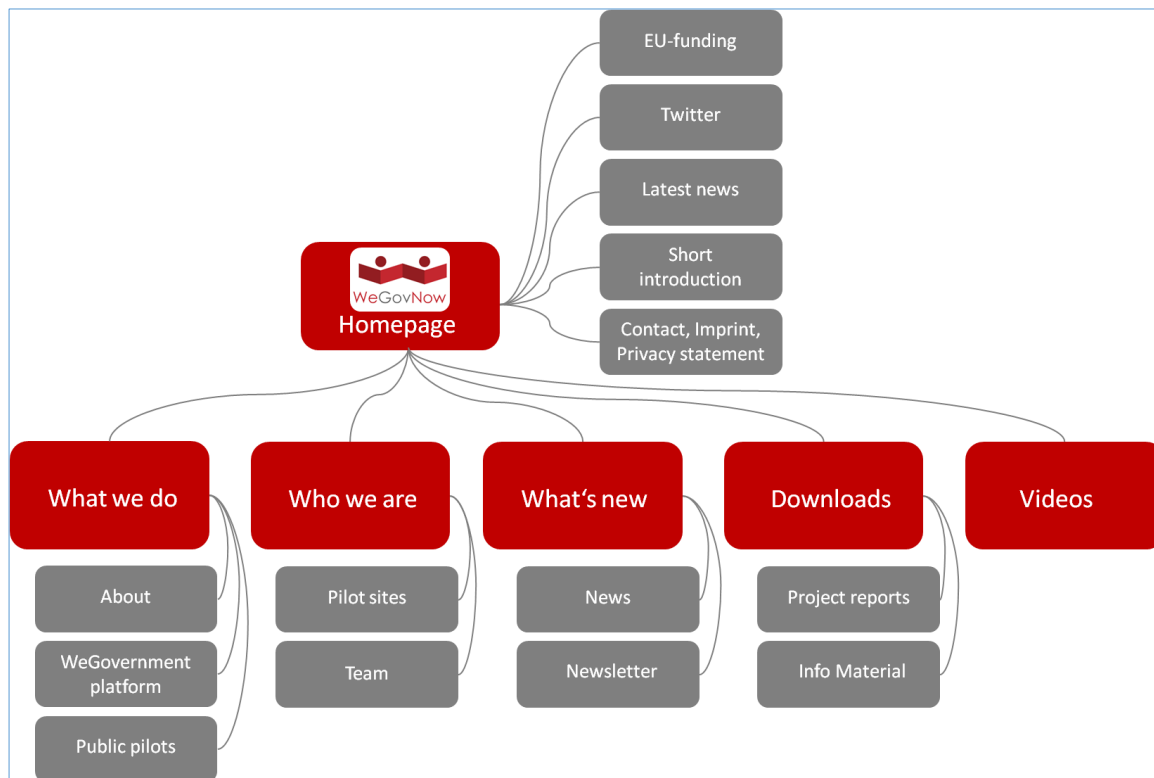 EU-funding
Twitter
Latest news
Short
introduction
Contact, Imprint,
Privacy statement
WeGovNow
Homepage
What we do
Who we are
What‘s new
Downloads
Videos
About
WeGovernment
platform
Public pilots
Pilot sites
Team
News
Newsletter
Project reports
Info Material